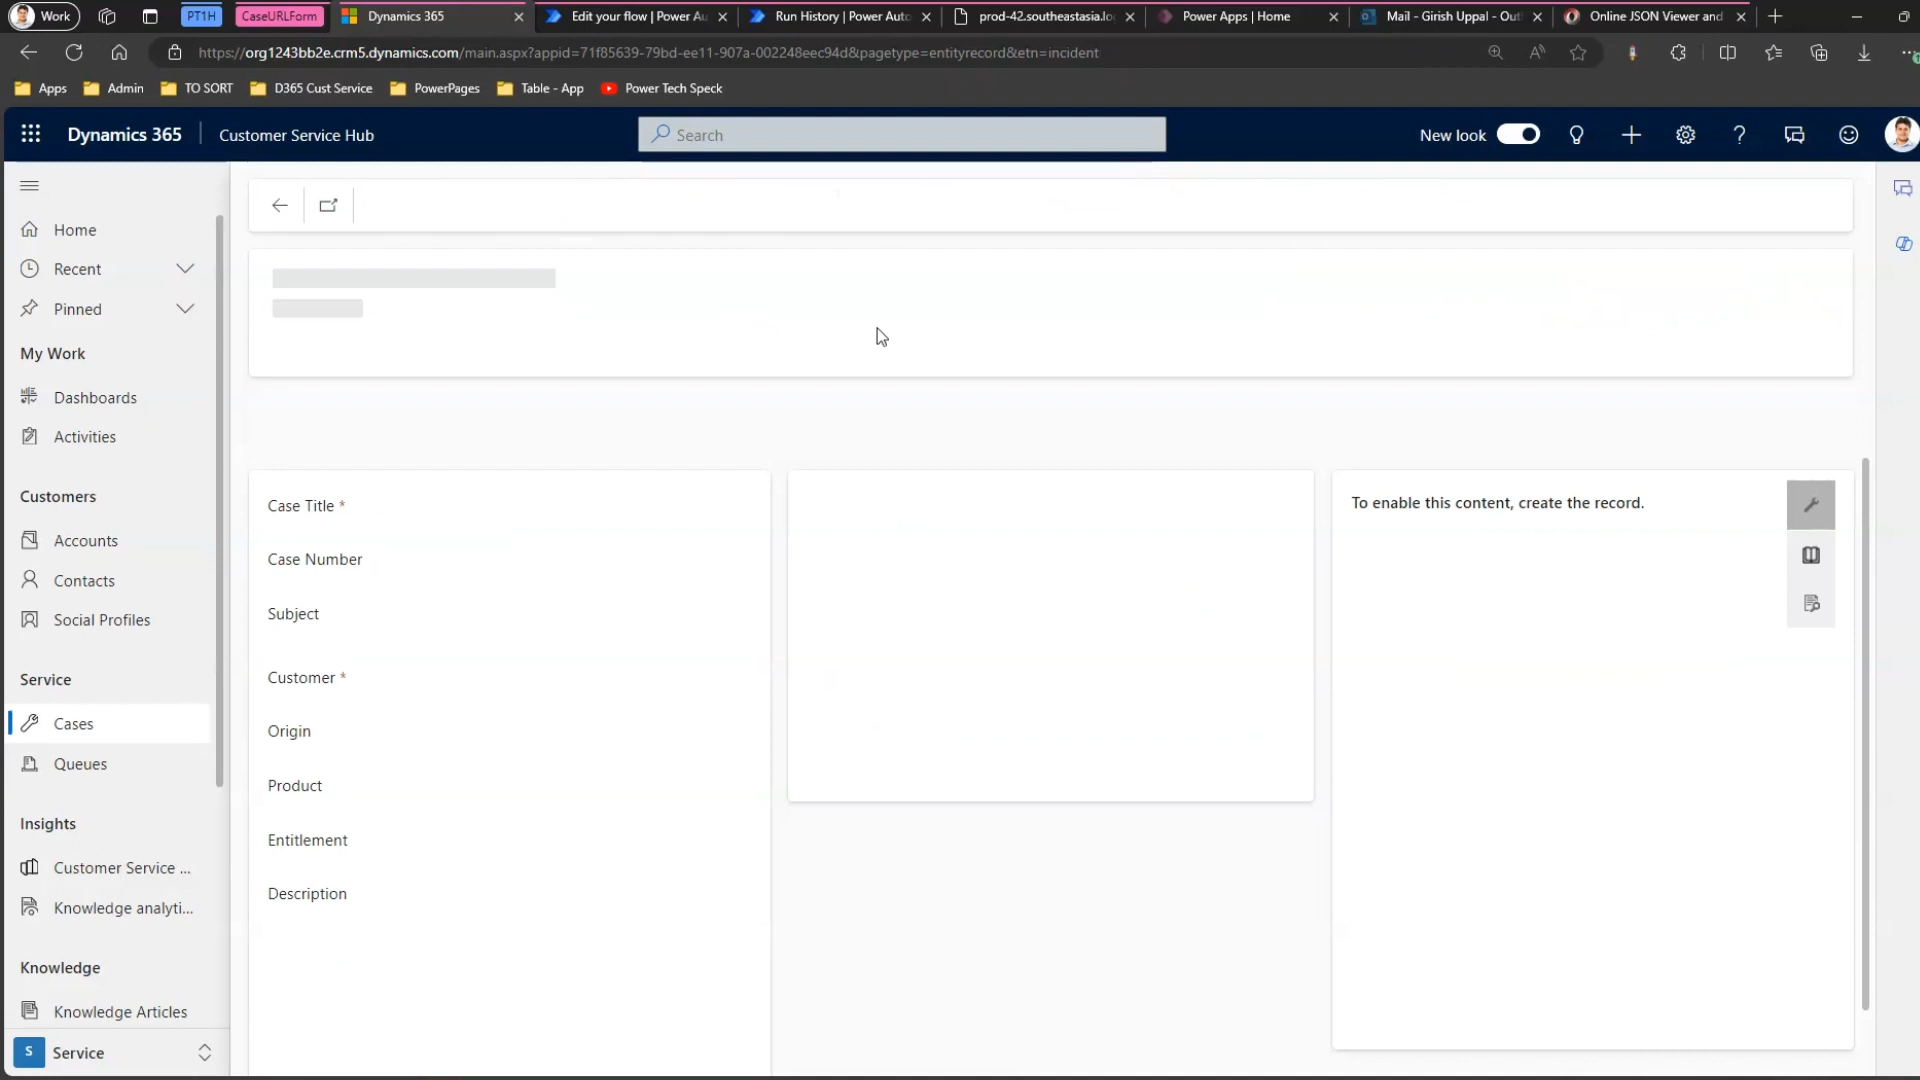 Work
PT1H
CaseURLForm
Dynamics 365
Edit your flow | Power Au
Run History | Power Auto
prod-42.southeastasia.lo
Power Apps | Home
Mail - Girish Uppal - Out
Online JSON Viewer and
https://org1243bb2e.crm5.dynamics.com/main.aspx?appid=71f85639-79bd-ee11-907a-002248eec94d&pagetype=entityrecord&etn=incident
Apps
Admin
TO SORT
D365 Cust Service
PowerPages
Table - App
Power Tech Speck
Dynamics 365
Customer Service Hub
Search
New look
Home
Recent
Pinned
My Work
Dashboards
Activities
Customers
Accounts
Contacts
Social Profiles
Service
Cases
Queues
Insights
Customer Service ...
Knowledge analyti...
Knowledge
Knowledge Articles
S
Service
Case Title *
Case Number
Subject
Customer *
Origin
Product
Entitlement
Description
To enable this content, create the record.